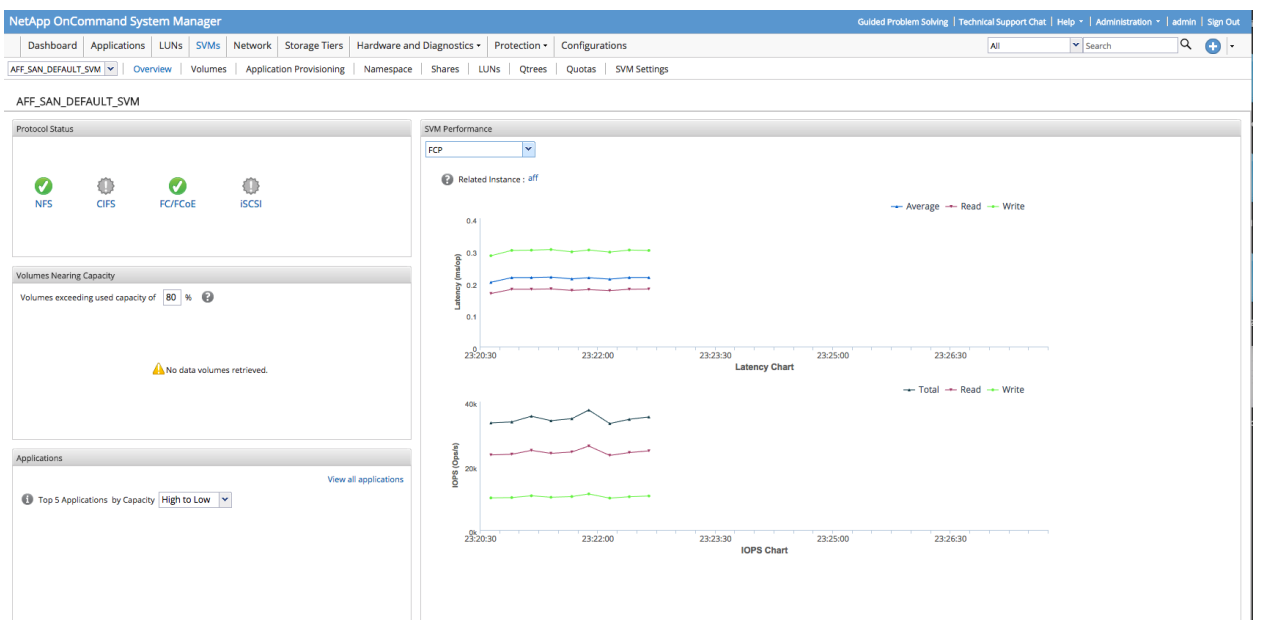 NetApp OnCommand System Manager
Guided Problem Solving | Technical Support Chat | Help | Administration | admin | Sign Out
Dashboard Applications LUNs SVMs Network Storage Tiers Hardware and Diagnostics Protection Configurations
All Search
AFF_SAN_DEFAULT_SVM Overview Volumes Application Provisioning Namespace Shares LUNs Qtrees Quotas SVM Settings
AFF_SAN_DEFAULT_SVM
Protocol Status
NFS CIFS FC/FCoE iSCSI
Volumes Nearing Capacity
Volumes exceeding used capacity of 80 %
No data volumes retrieved.
Applications
View all applications
Top 5 Applications by Capacity High to Low
SVM Performance
FCP
Related Instance : aff
Average Read Write
0.4
0.3
0.2
0.1
0
Latency (ms/op)
23:20:30 23:22:00 23:23:30 23:25:00 23:26:30
Latency Chart
Total Read Write
40k
20k
0k
IOPS (Ops/s)
23:20:30 23:22:00 23:23:30 23:25:00 23:26:30
IOPS Chart